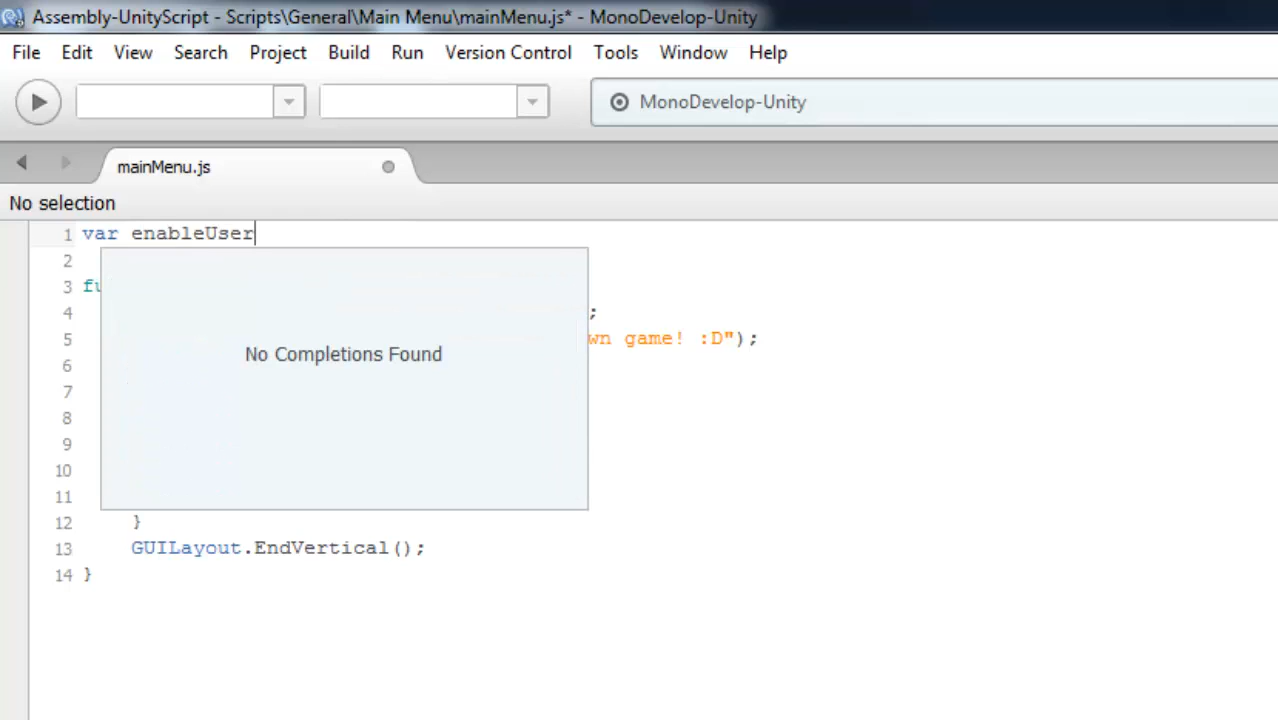 Assembly-UnityScript - Scripts\General\Main Menu\mainMenu.js* - MonoDevelop-Unity
File Edit View Search Project Build Run Version Control Tools Window Help
MonoDevelop-Unity
mainMenu.js
No selection
1 var enableUser
2
3 fu
4 ;
5 wn game! :D");
6
7
No Completions Found
8
9
10
11
12 }
13 GUILayout.EndVertical();
14 }